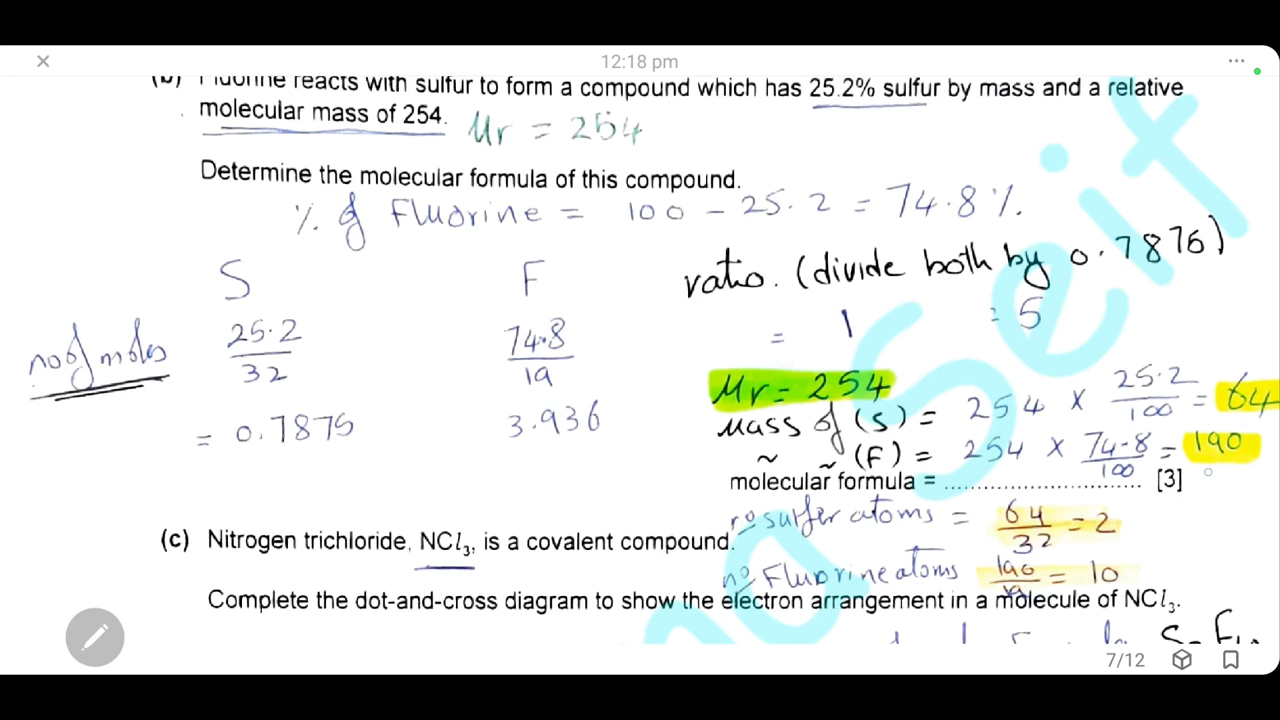 12:18 pm
(b) Fluorine reacts with sulfur to form a compound which has 25.2% sulfur by mass and a relative
molecular mass of 254. Mr = 254
Determine the molecular formula of this compound.
% of Fluorine = 100 - 25.2 = 74.8 %.
ratio. (divide both by 0.7876)
S F
= 1 = 5
no of moles 25.2/32 74.8/19
Mr = 254
= 0.7875 3.936
Mass of (S) = 254 × 25.2/100 = 64
~ ~ (F) = 254 × 74-8/100 = 190
molecular formula = .............................. [3]
no surfer atoms = 64/32 = 2
(c) Nitrogen trichloride, NCl₃, is a covalent compound.
no Fluorine atoms 190/19 = 10
Complete the dot-and-cross diagram to show the electron arrangement in a molecule of NCl₃.
7/12